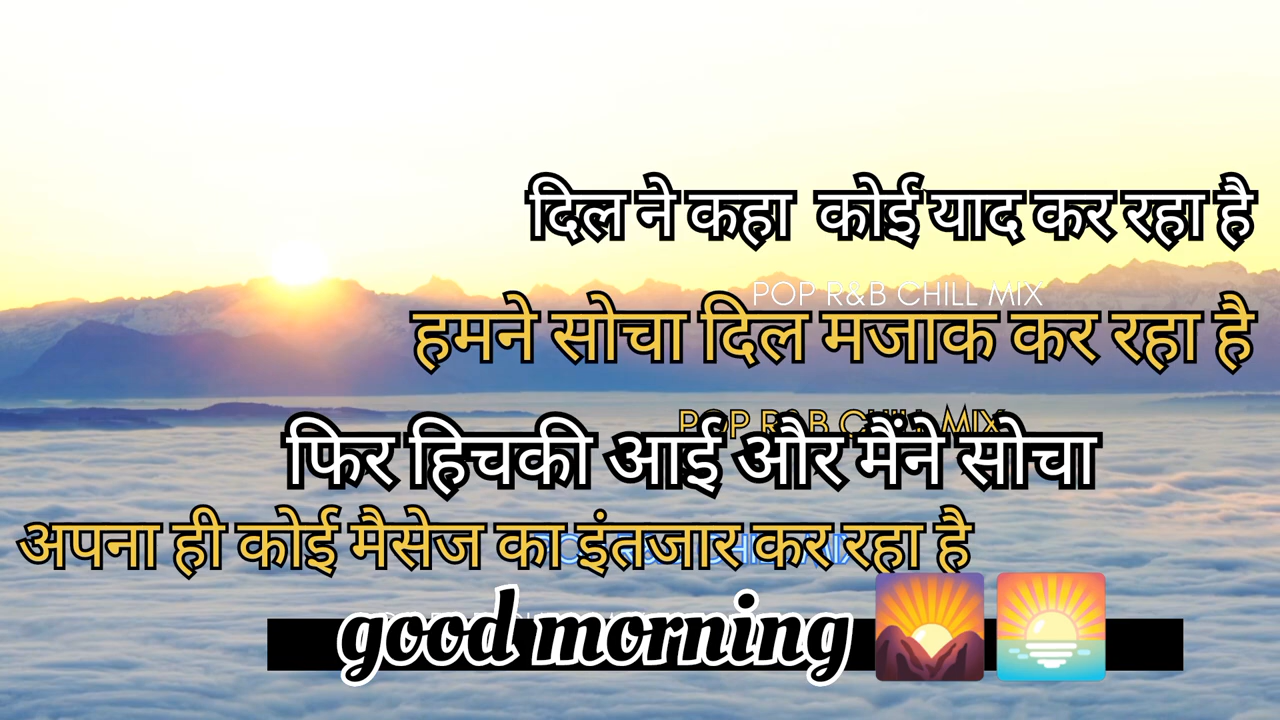 दिल ने कहा कोई याद कर रहा है
POP R&B CHILL MIX
हमने सोचा दिल मजाक कर रहा है
POP R&B CHILL MIX
फिर हिचकी आई और मैंने सोचा
अपना ही कोई मैसेज का इंतजार कर रहा है
good morning 🌄🌅